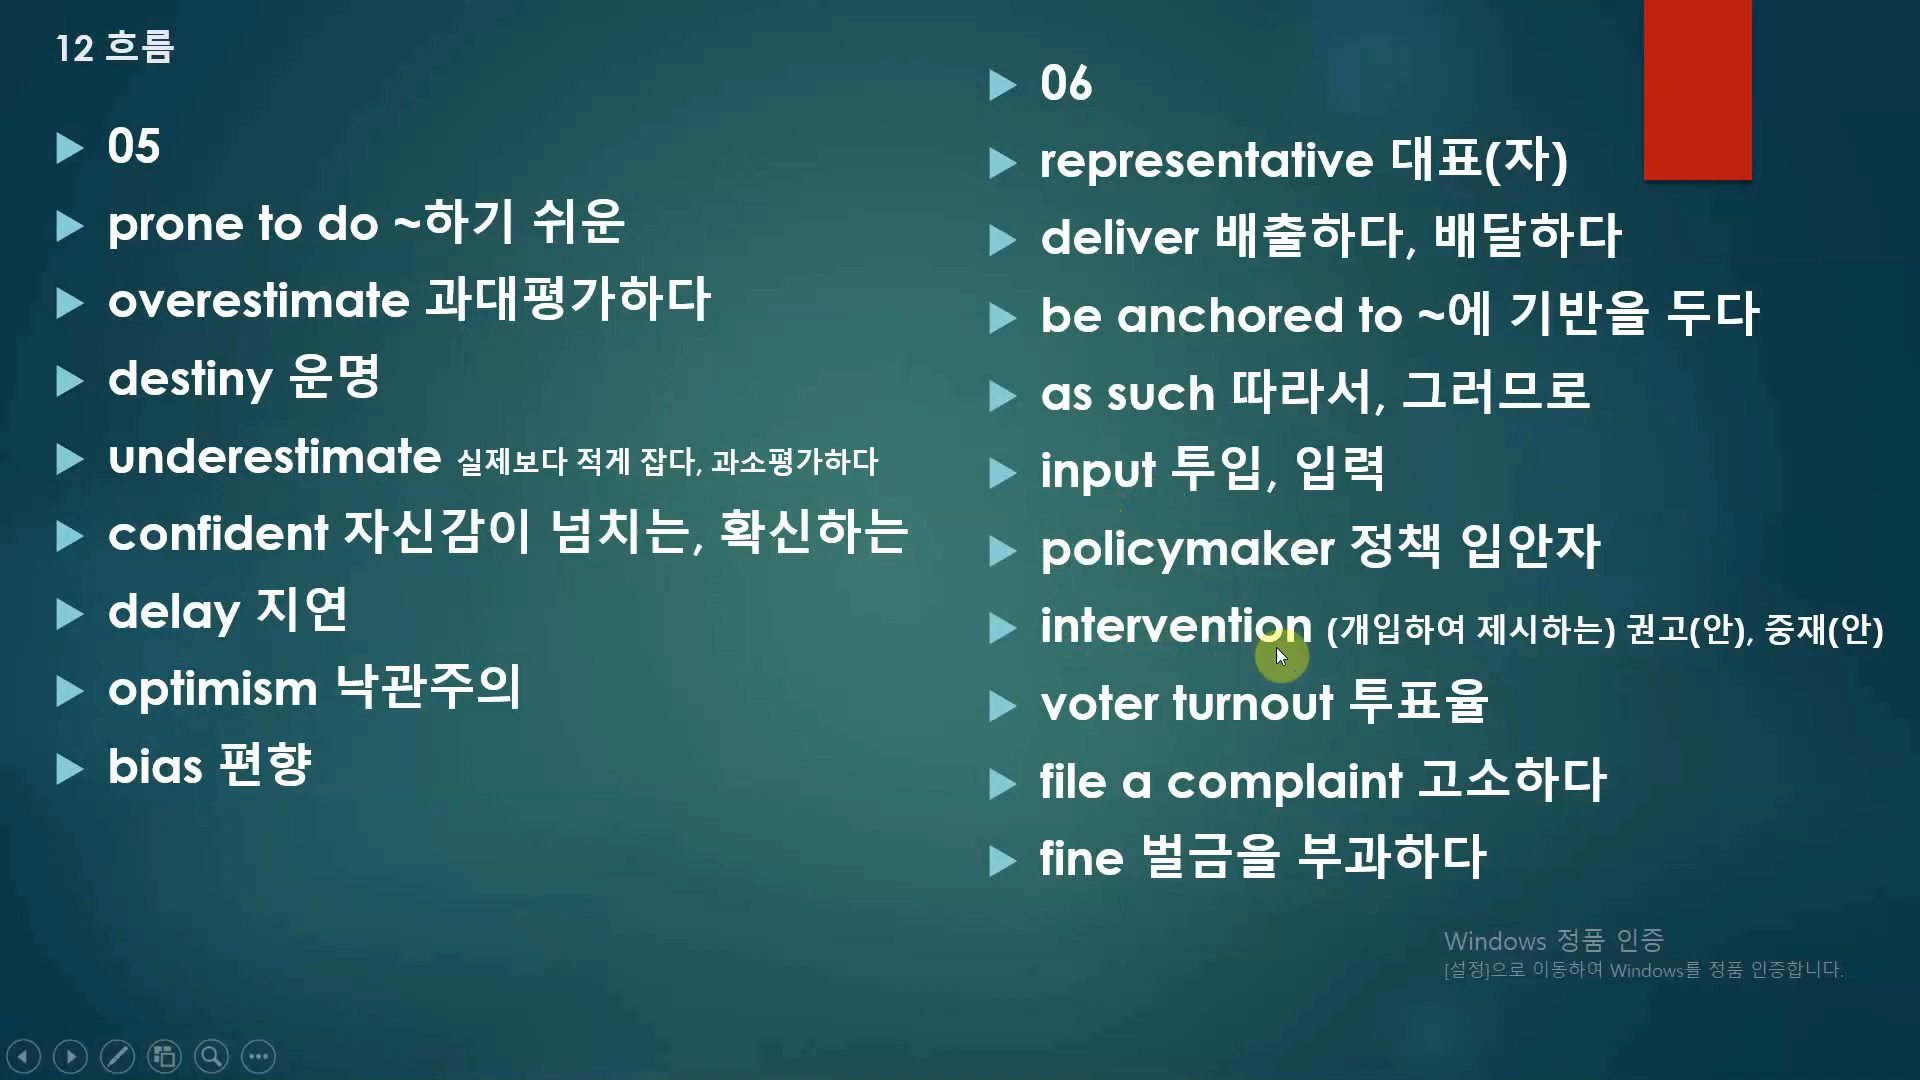 12 흐름
05
prone to do ~하기 쉬운
overestimate 과대평가하다
destiny 운명
underestimate 실제보다 적게 잡다, 과소평가하다
confident 자신감이 넘치는, 확신하는
delay 지연
optimism 낙관주의
bias 편향
06
representative 대표(자)
deliver 배출하다, 배달하다
be anchored to ~에 기반을 두다
as such 따라서, 그러므로
input 투입, 입력
policymaker 정책 입안자
intervention (개입하여 제시하는) 권고(안), 중재(안)
voter turnout 투표율
file a complaint 고소하다
fine 벌금을 부과하다
Windows 정품 인증
[설정]으로 이동하여 Windows를 정품 인증합니다.